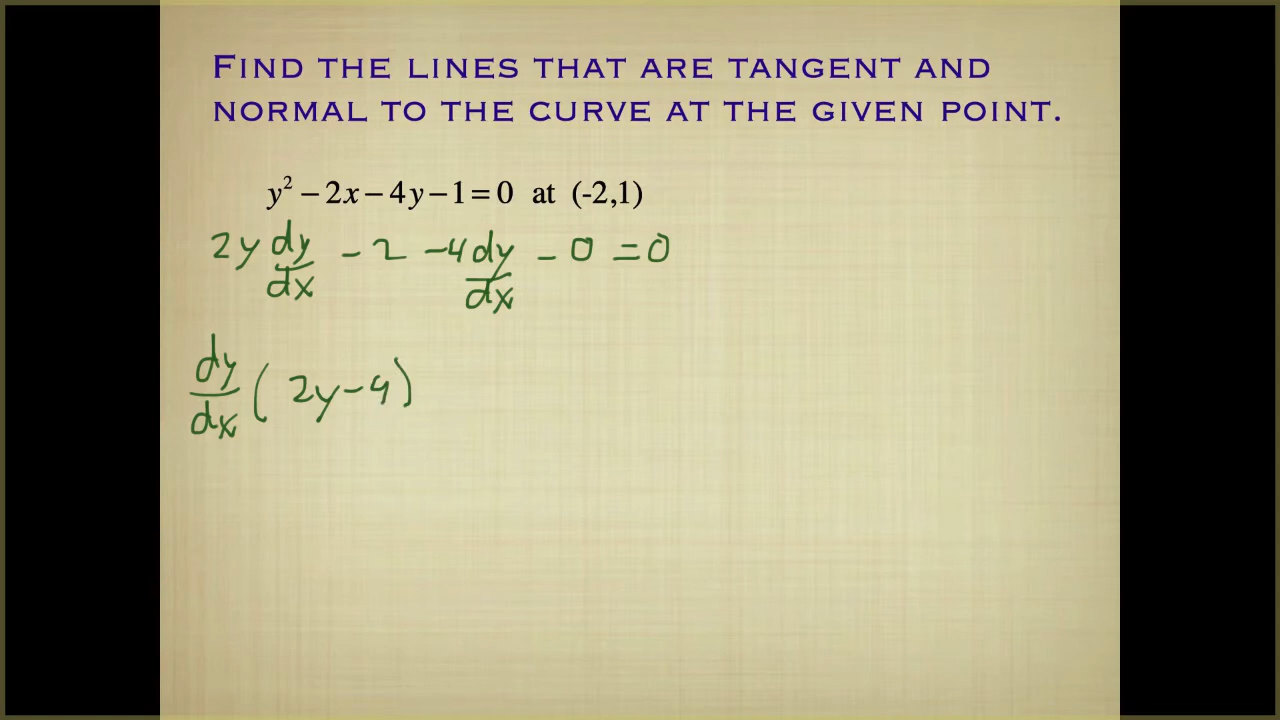 FIND THE LINES THAT ARE TANGENT AND
NORMAL TO THE CURVE AT THE GIVEN POINT.
y² − 2x − 4y − 1 = 0 at (-2,1)
2y dy/dx - 2 - 4 dy/dx - 0 = 0
dy/dx ( 2y - 4 )